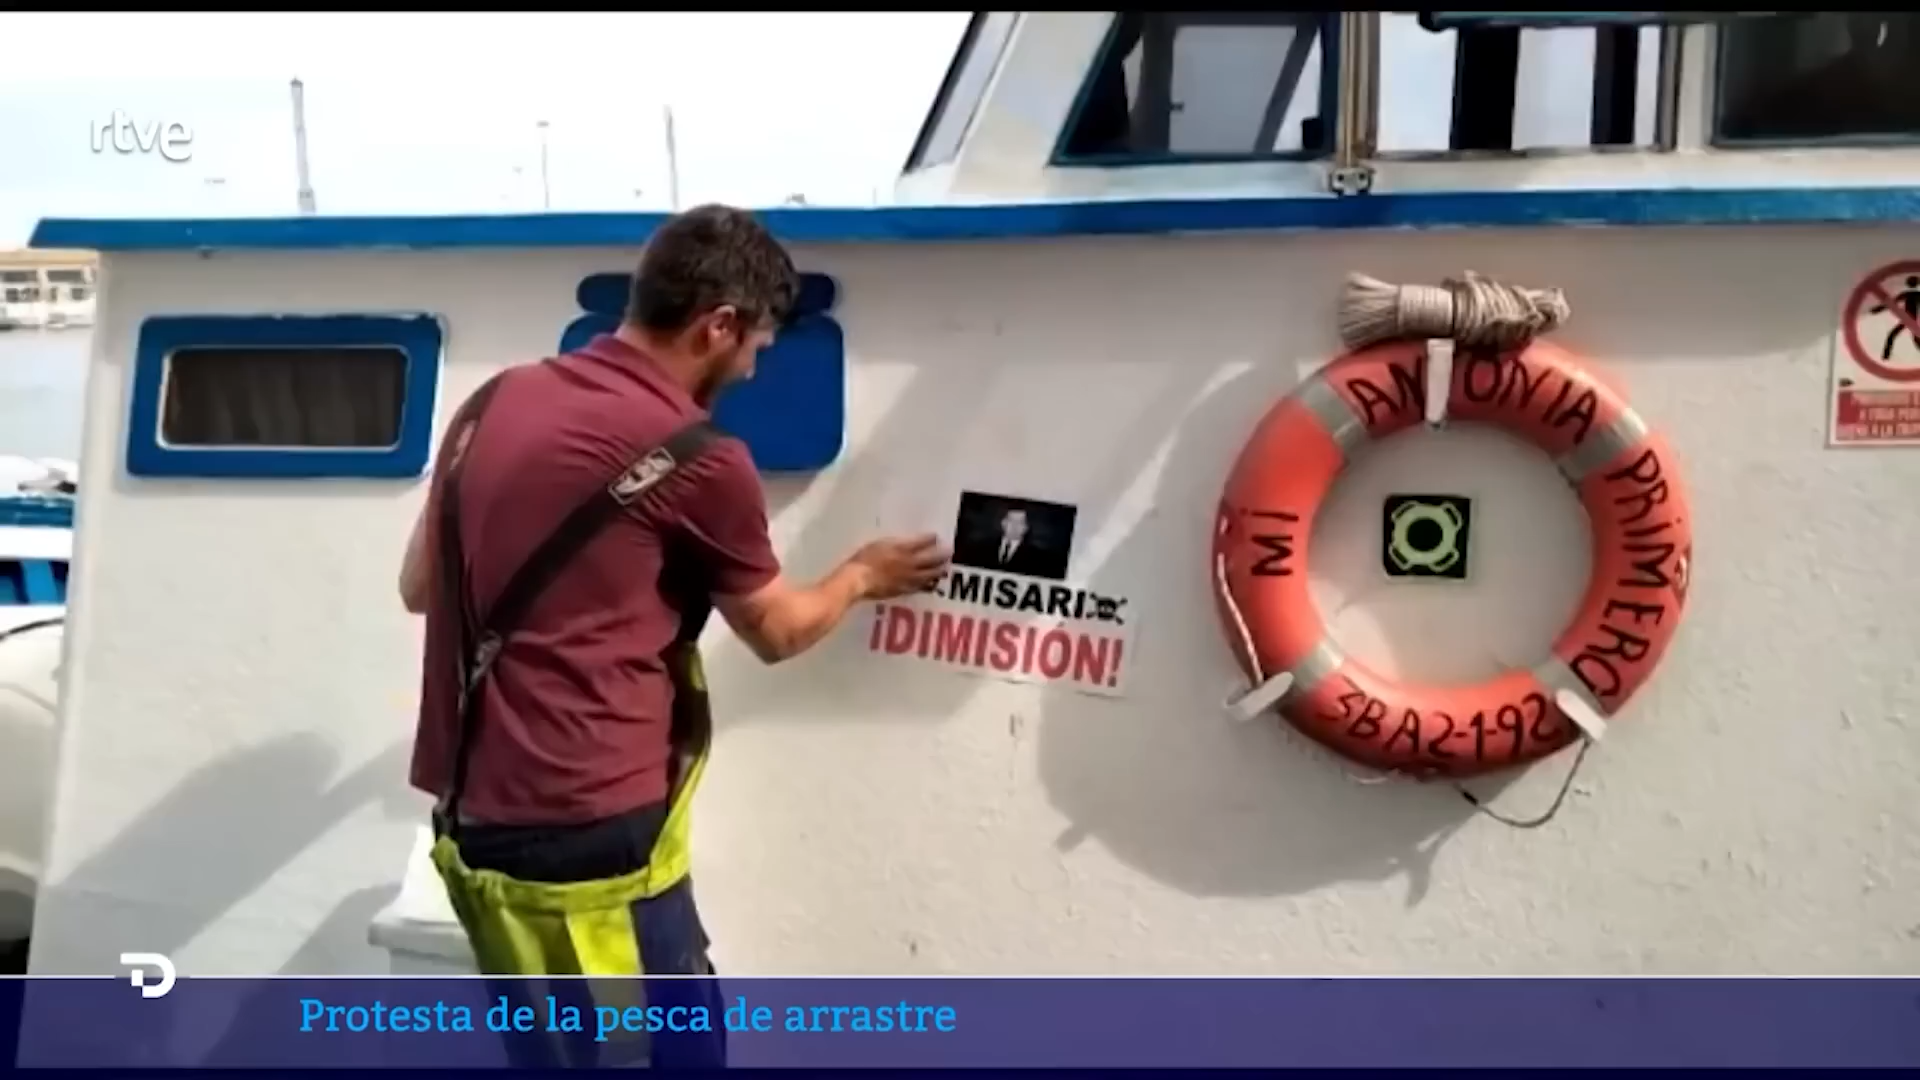 rtve
MISARI
¡DIMISIÓN!
MI ANTONIA PRIMERO
3BA2-1-92
Protesta de la pesca de arrastre